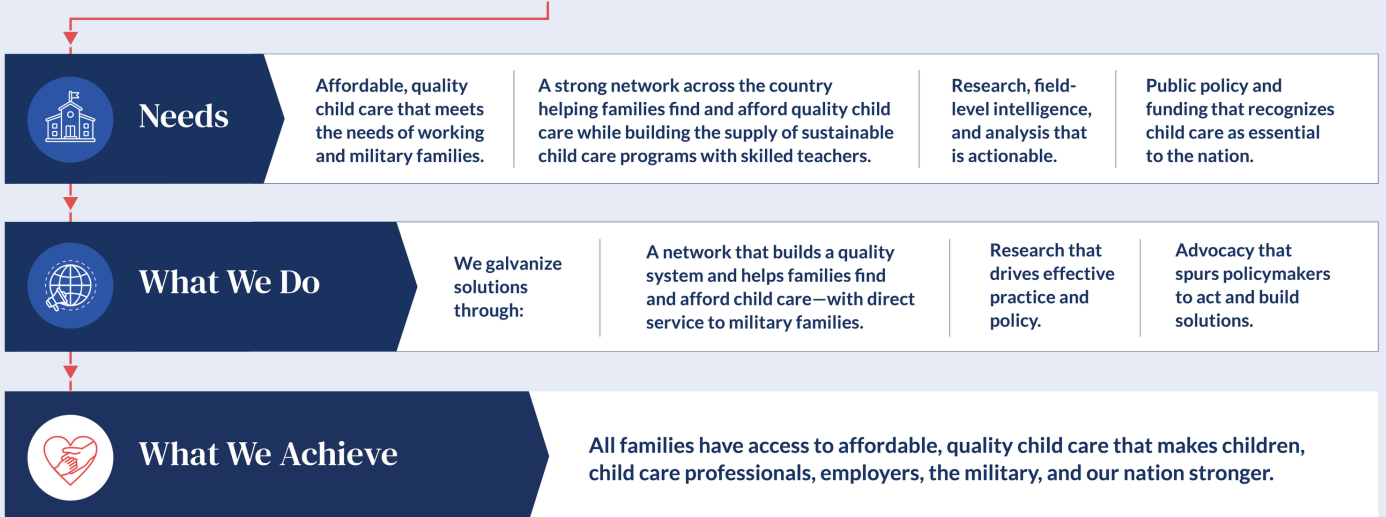 Needs
Affordable, quality
child care that meets
the needs of working
and military families.
A strong network across the country
helping families find and afford quality child
care while building the supply of sustainable
child care programs with skilled teachers.
Research, field-
level intelligence,
and analysis that
is actionable.
Public policy and
funding that recognizes
child care as essential
to the nation.
What We Do
We galvanize
solutions
through:
A network that builds a quality
system and helps families find
and afford child care—with direct
service to military families.
Research that
drives effective
practice and
policy.
Advocacy that
spurs policymakers
to act and build
solutions.
What We Achieve
All families have access to affordable, quality child care that makes children,
child care professionals, employers, the military, and our nation stronger.